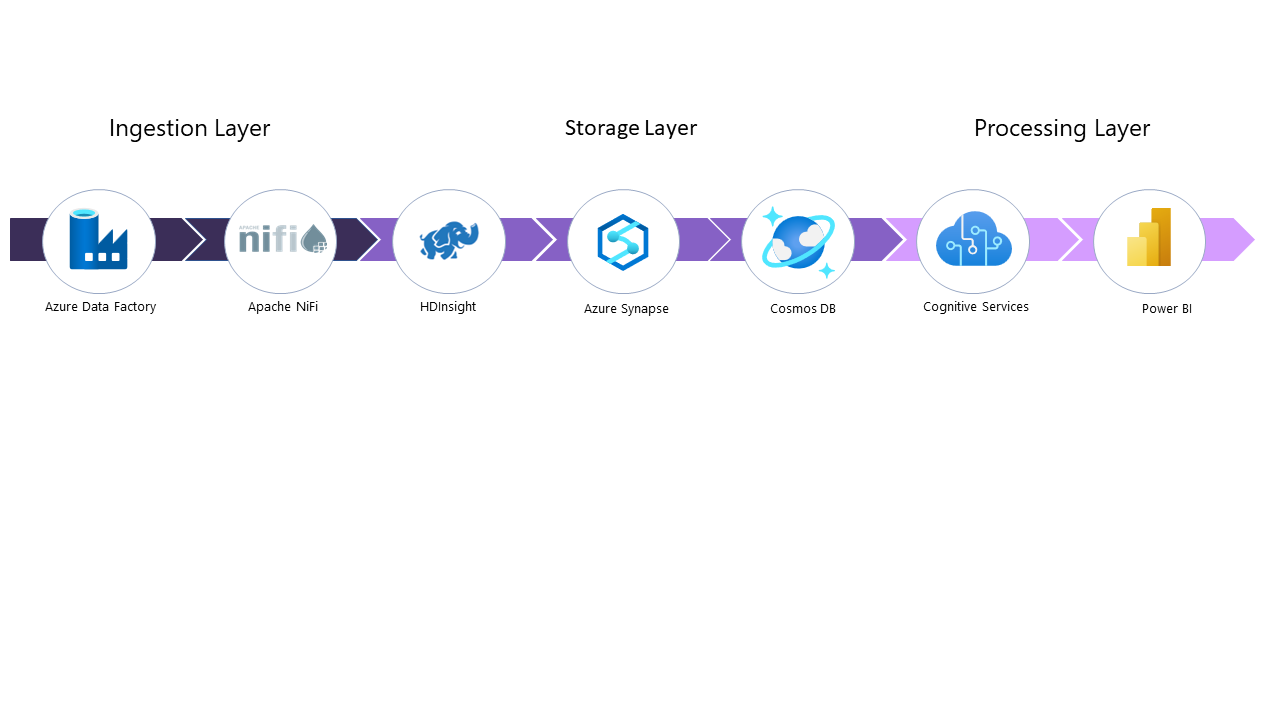 Ingestion Layer
Storage Layer
Processing Layer
APACHE
nifi
Azure Data Factory
Apache NiFi
HDInsight
Azure Synapse
Cosmos DB
Cognitive Services
Power BI